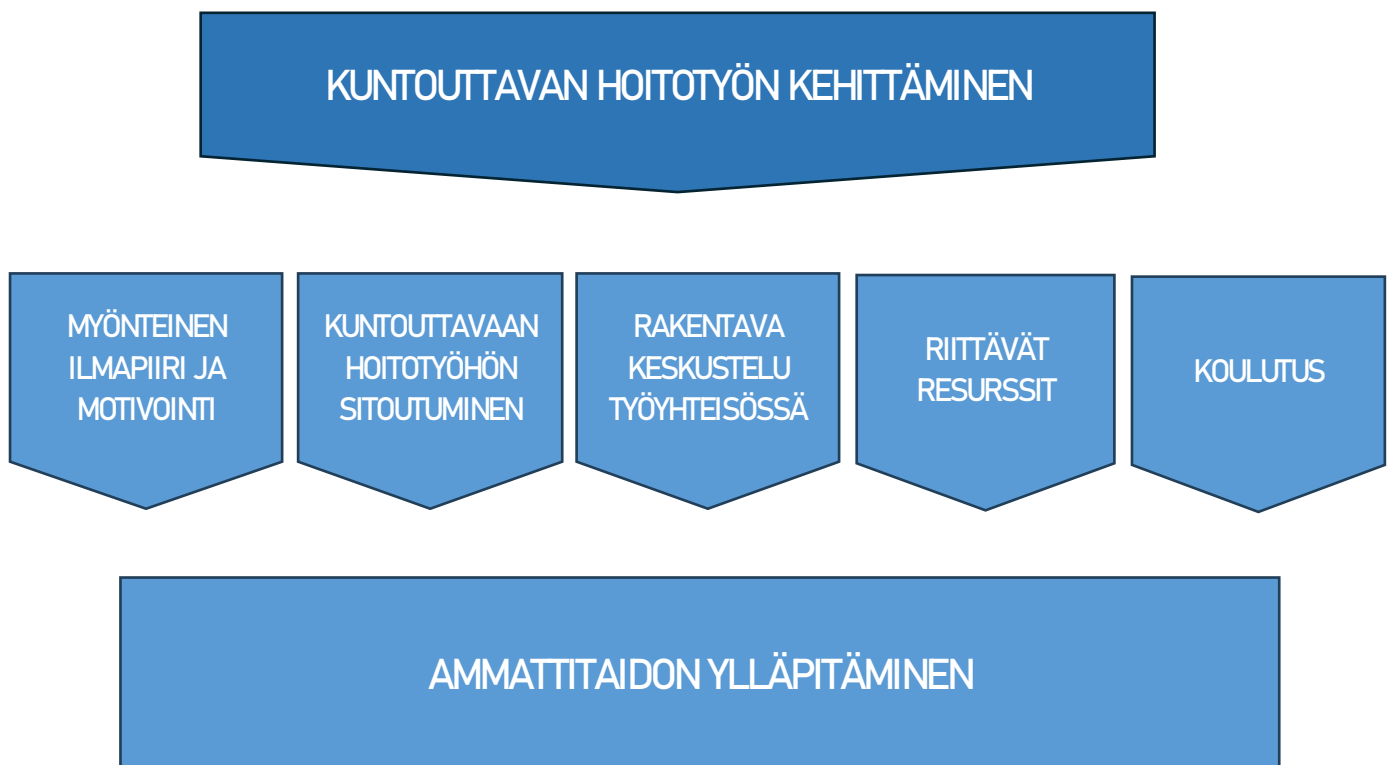 KUNTOUTTAVAN HOITOTYÖN KEHITTÄMINEN
MYÖNTEINEN
ILMAPIIRI JA
MOTIVOINTI
KUNTOUTTAVAAN
HOITOTYÖHÖN
SITOUTUMINEN
RAKENTAVA
KESKUSTELU
TYÖYHTEISÖSSÄ
RIITTÄVÄT
RESURSSIT
KOULUTUS
AMMATTITAIDON YLLÄPITÄMINEN